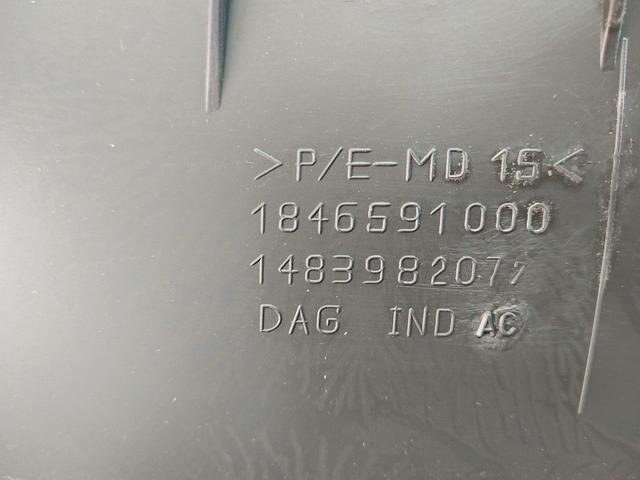 >P/E-MD 15<
1846591000
1483982077
DAG. IND AC